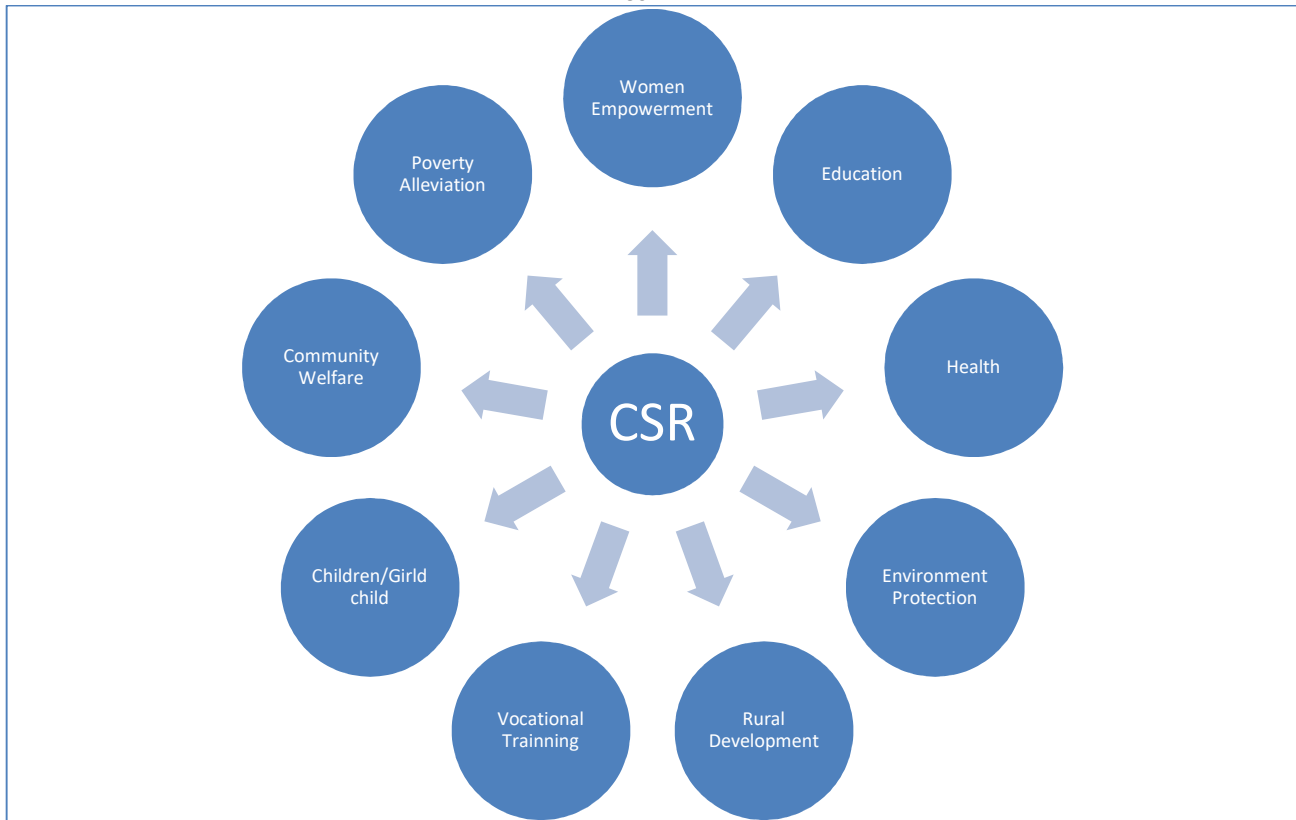 Women
Empowerment
Education
Health
Environment
Protection
Rural
Development
Vocational
Trainning
Children/Girld
child
Community
Welfare
Poverty
Alleviation
CSR